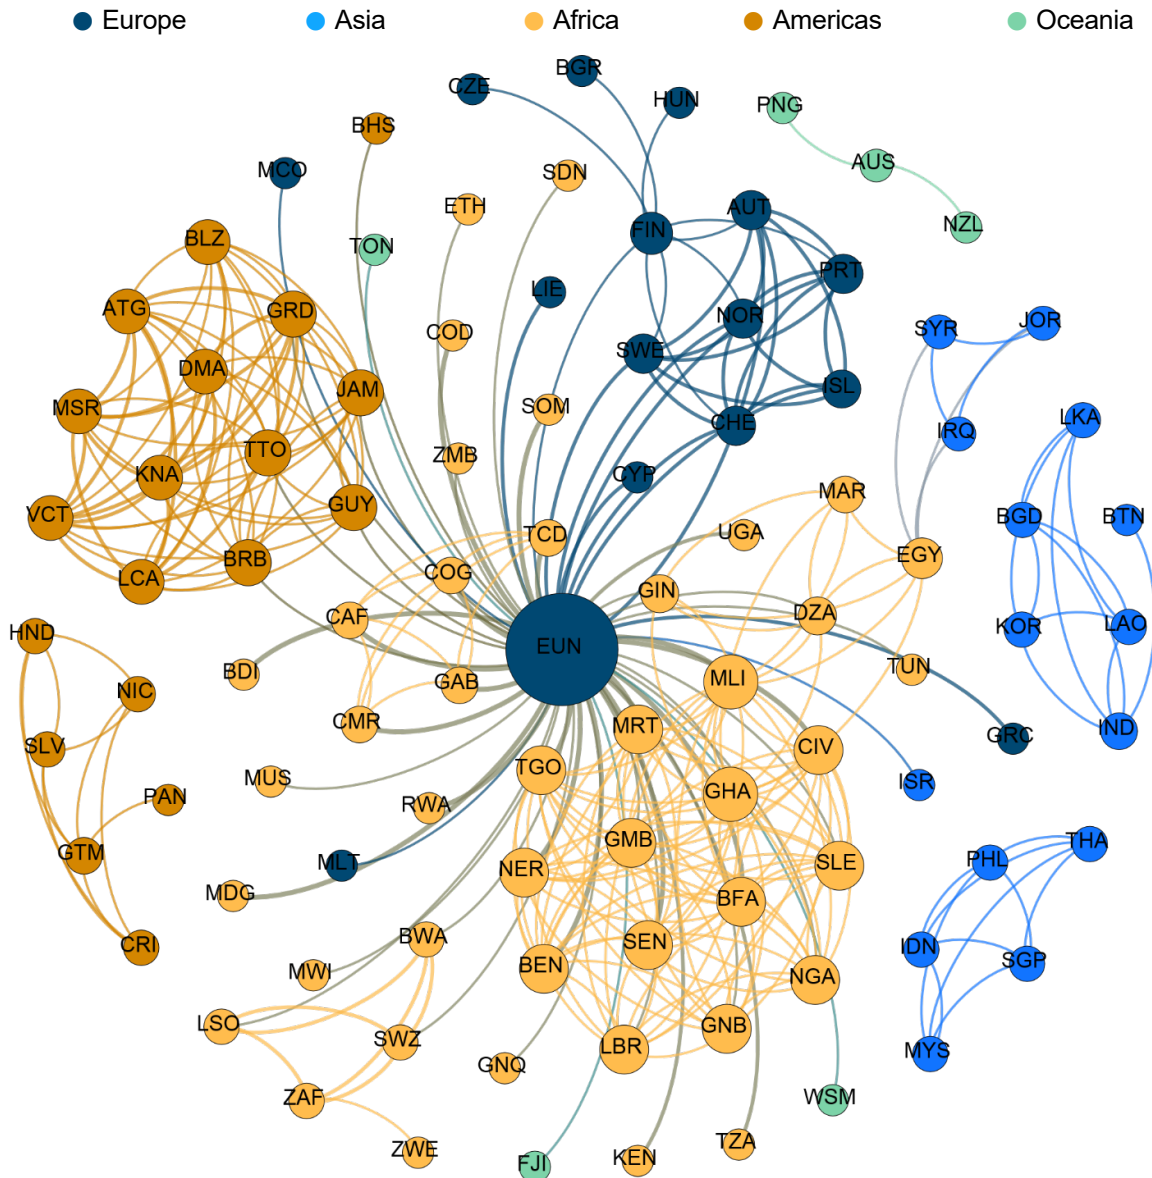 Europe Asia Africa Americas Oceania
BGR
CZE
HUN
PNG
BHS
AUS
MCO
SDN
ETH
AUT
NZL
FIN
BLZ
TON
PRT
LIE
ATG
GRD
NOR
SYR
JOR
COD
SWE
DMA
JAM
ISL
MSR
SOM
CHE
LKA
IRQ
TTO
ZMB
KNA
CYP
MAR
GUY
VCT
BGD
BTN
TCD
UGA
BRB
EGY
LCA
COG
GIN
CAF
DZA
KOR
LAO
HND
EUN
BDI
TUN
GAB
MLI
NIC
CMR
MRT
IND
GRC
SLV
CIV
TGO
MUS
ISR
PAN
RWA
GHA
GMB
THA
GTM
MLT
NER
SLE
PHL
MDG
BFA
CRI
BWA
SEN
IDN
SGP
MWI
BEN
NGA
LSO
SWZ
GNB
LBR
MYS
GNQ
ZAF
WSM
ZWE
TZA
KEN
FJI